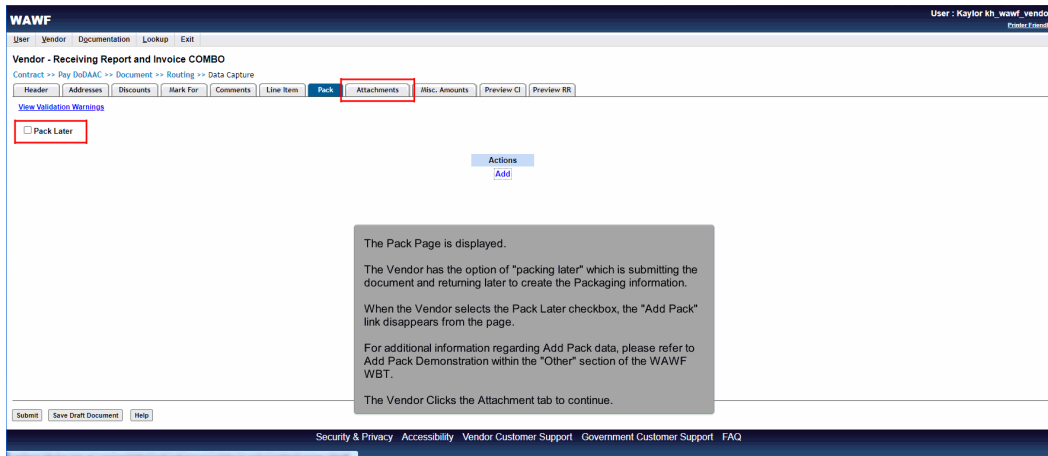 WAWF
User : Kaylor kh_wawf_vendo
Printer Friendl
User Vendor Documentation Lookup Exit
Vendor - Receiving Report and Invoice COMBO
Contract >> Pay DoDAAC >> Document >> Routing >> Data Capture
Header Addresses Discounts Mark For Comments Line Item Pack Attachments Misc. Amounts Preview CI Preview RR
View Validation Warnings
Pack Later
Actions
Add
The Pack Page is displayed.
The Vendor has the option of "packing later" which is submitting the
document and returning later to create the Packaging information.
When the Vendor selects the Pack Later checkbox, the "Add Pack"
link disappears from the page.
For additional information regarding Add Pack data, please refer to
Add Pack Demonstration within the "Other" section of the WAWF
WBT.
The Vendor Clicks the Attachment tab to continue.
Submit Save Draft Document Help
Security & Privacy Accessibility Vendor Customer Support Government Customer Support FAQ